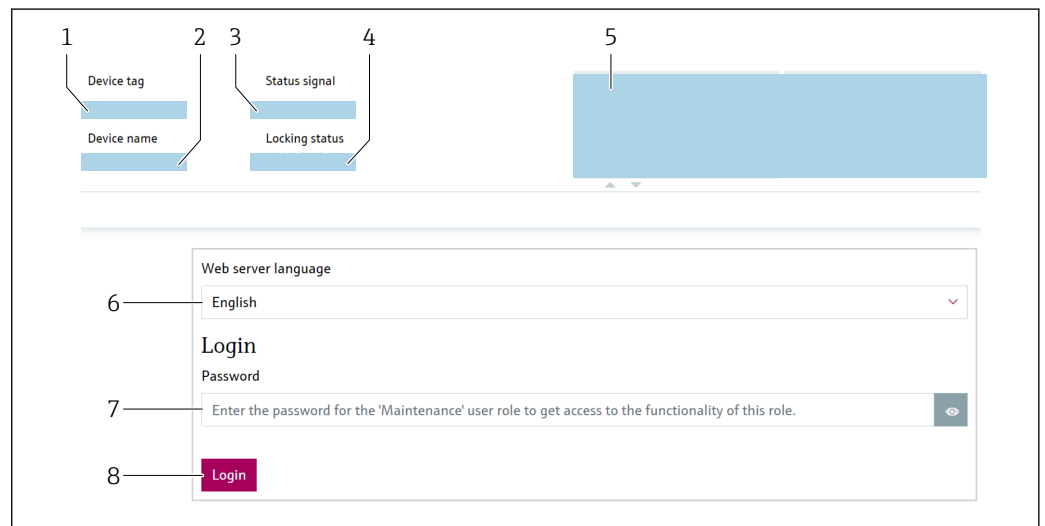 1 2 3 4 5
Device tag Status signal
Device name Locking status
Web server language
6 English
Login
Password
7 Enter the password for the 'Maintenance' user role to get access to the functionality of this role.
8 Login